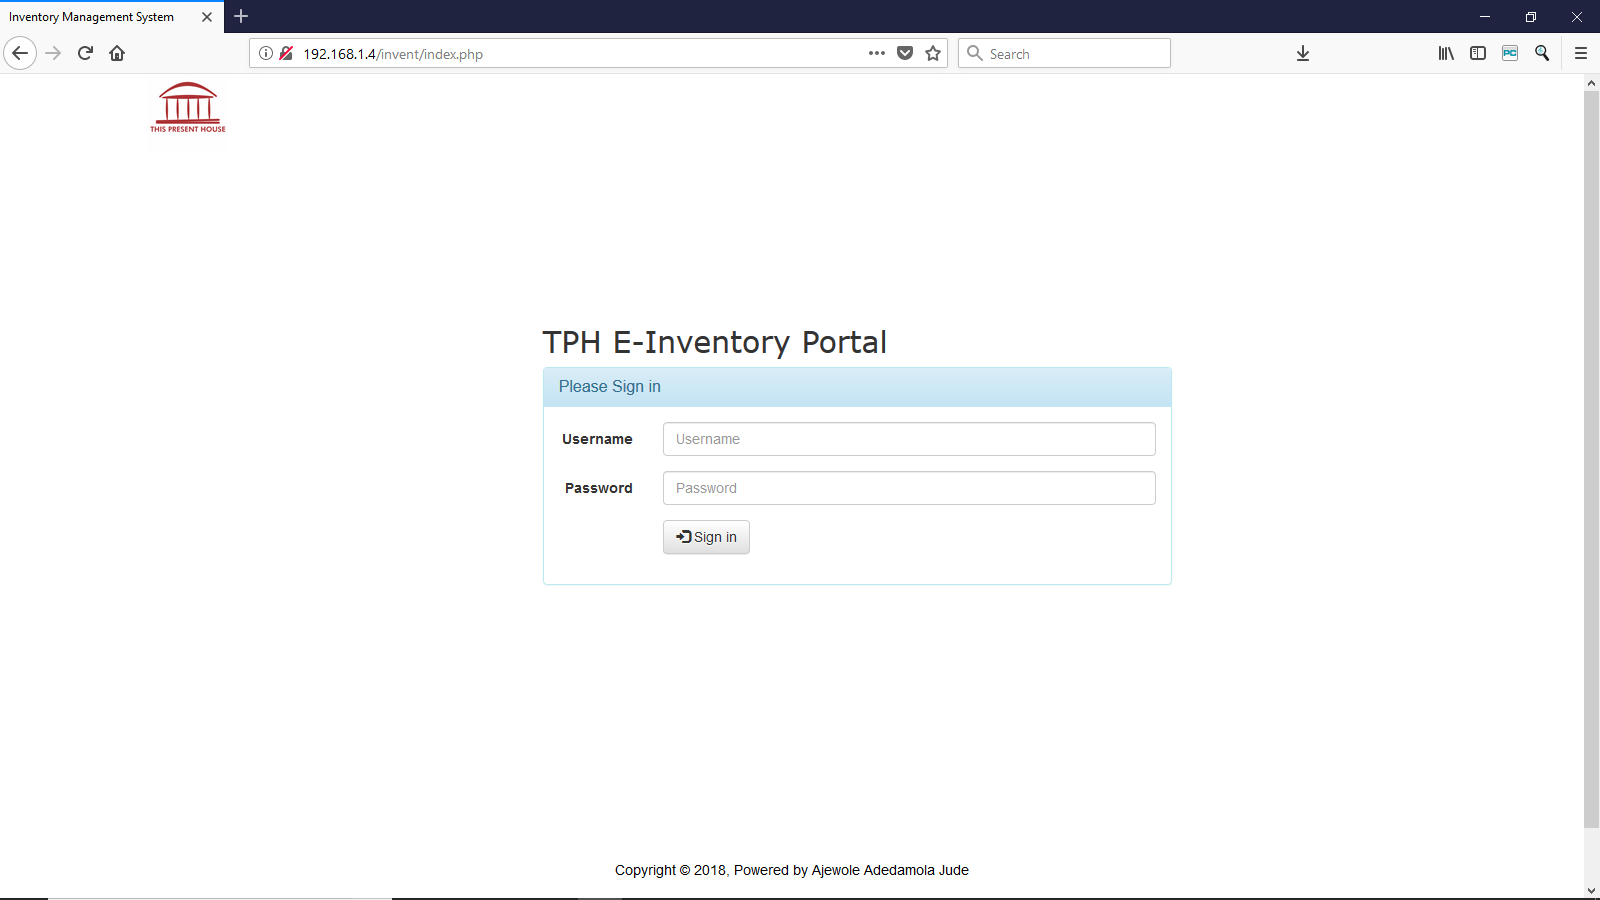 Inventory Management System
192.168.1.4/invent/index.php
Search
PC
THIS PRESENT HOUSE
TPH E-Inventory Portal
Please Sign in
Username Username
Password Password
Sign in
Copyright © 2018, Powered by Ajewole Adedamola Jude